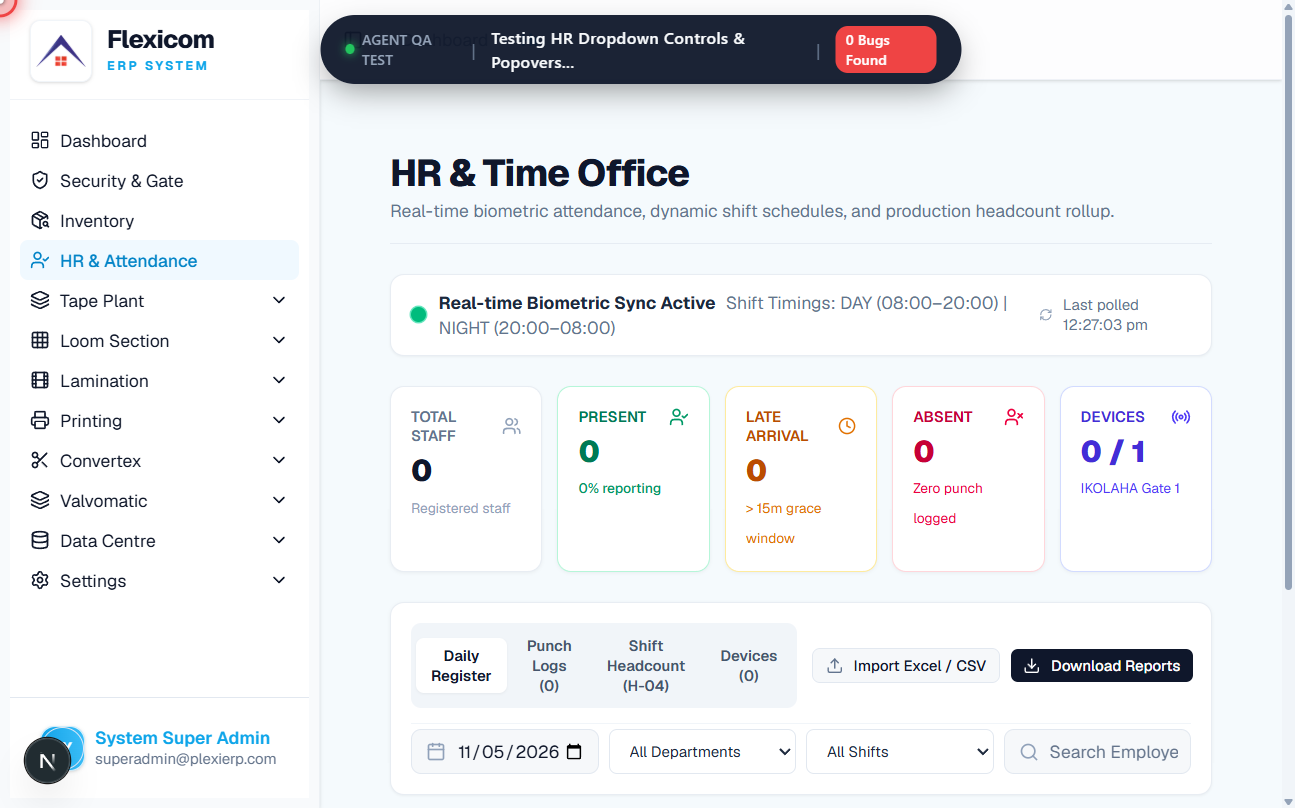 Flexicom
ERP SYSTEM
AGENT QA
TEST
|
Testing HR Dropdown Controls &
Popovers...
|
0 Bugs
Found
Dashboard
Security & Gate
Inventory
HR & Attendance
Tape Plant
Loom Section
Lamination
Printing
Convertex
Valvomatic
Data Centre
Settings
N
System Super Admin
superadmin@plexierp.com
HR & Time Office
Real-time biometric attendance, dynamic shift schedules, and production headcount rollup.
Real-time Biometric Sync Active Shift Timings: DAY (08:00–20:00) |
NIGHT (20:00–08:00)
Last polled
12:27:03 pm
TOTAL
STAFF
0
Registered staff
PRESENT
0
0% reporting
LATE
ARRIVAL
0
> 15m grace
window
ABSENT
0
Zero punch
logged
DEVICES
0 / 1
IKOLAHA Gate 1
Daily
Register
Punch
Logs
(0)
Shift
Headcount
(H-04)
Devices
(0)
Import Excel / CSV
Download Reports
11/05/2026
All Departments
All Shifts
Search Employe